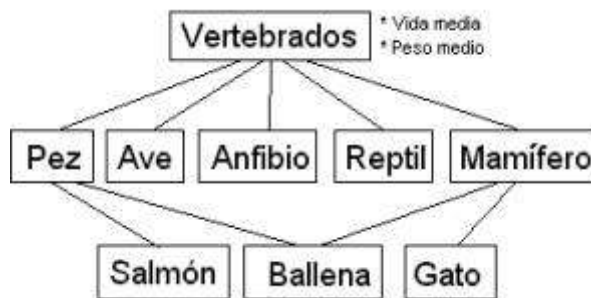 Vertebrados
* Vida media
* Peso medio
Pez Ave Anfibio Reptil Mamífero
Salmón Ballena Gato